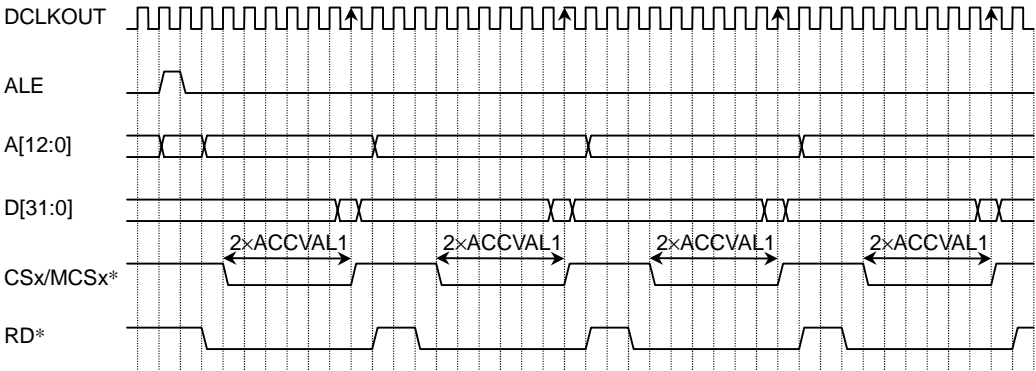 DCLKOUT
ALE
A[12:0]
D[31:0]
2×ACCVAL1 2×ACCVAL1 2×ACCVAL1 2×ACCVAL1
CSx/MCSx*
RD*